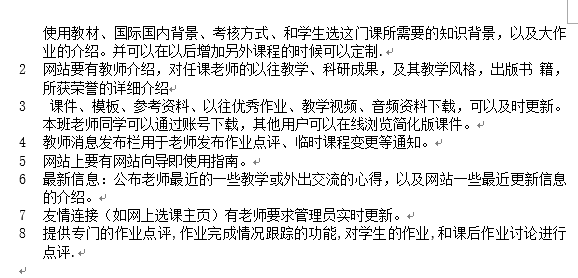 使用教材、国际国内背景、考核方式、和学生选这门课所需要的知识背景，以及大作
业的介绍。并可以在以后增加另外课程的时候可以定制.
2 网站要有教师介绍，对任课老师的以往教学、科研成果，及其教学风格，出版书 籍，
所获荣誉的详细介绍
3 课件、模板、参考资料、以往优秀作业、教学视频、音频资料下载，可以及时更新。
本班老师同学可以通过账号下载，其他用户可以在线浏览简化版课件。
4 教师消息发布栏用于老师发布作业点评、临时课程变更等通知。
5 网站上要有网站向导即使用指南。
6 最新信息：公布老师最近的一些教学或外出交流的心得，以及网站一些最近更新信息
的介绍。
7 友情连接（如网上选课主页）有老师要求管理员实时更新。
8 提供专门的作业点评,作业完成情况跟踪的功能,对学生的作业,和课后作业讨论进行
点评.